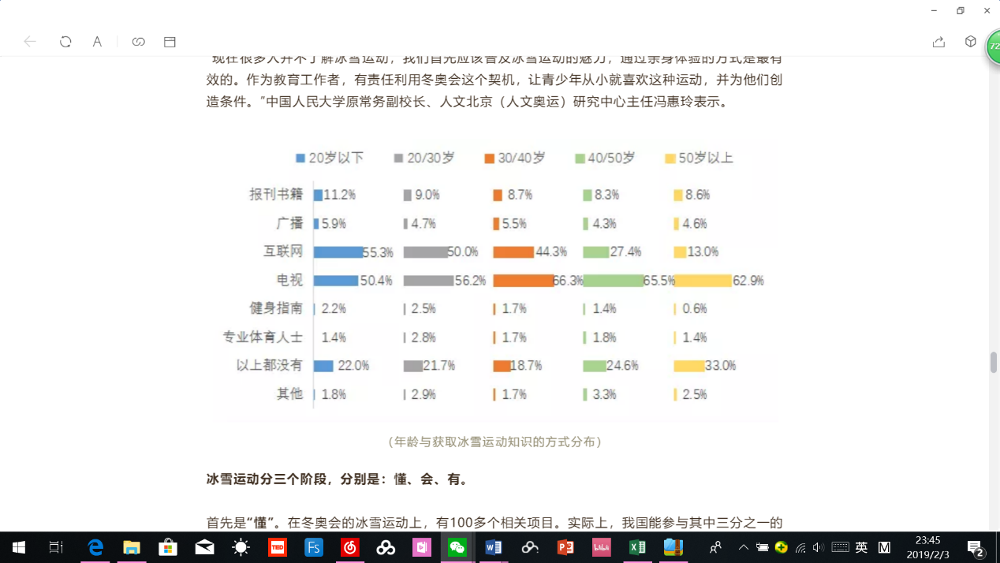 "现在很多人并不了解冰雪运动，我们首先应该普及冰雪运动的魅力，通过亲身体验的方式是最有
效的。作为教育工作者，有责任利用冬奥会这个契机，让青少年从小就喜欢这种运动，并为他们创
造条件。”中国人民大学原常务副校长、人文北京（人文奥运）研究中心主任冯惠玲表示。
72
20岁以下 20/30岁 30/40岁 40/50岁 50岁以上
报刊书籍 11.2% 9.0% 8.7% 8.3% 8.6%
广播 5.9% 4.7% 5.5% 4.3% 4.6%
互联网 55.3% 50.0% 44.3% 27.4% 13.0%
电视 50.4% 56.2% 66.3% 65.5% 62.9%
健身指南 2.2% 2.5% 1.7% 1.4% 0.6%
专业体育人士 1.4% 2.8% 1.7% 1.8% 1.4%
以上都没有 22.0% 21.7% 18.7% 24.6% 33.0%
其他 1.8% 2.9% 1.7% 3.3% 2.5%
（年龄与获取冰雪运动知识的方式分布）
冰雪运动分三个阶段，分别是：懂、会、有。
首先是“懂”。在冬奥会的冰雪运动上，有100多个相关项目。实际上，我国能参与其中三分之一的
TED Fs LALA 英 M 23:45
2019/2/3 2